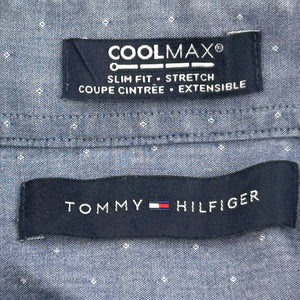 COOLMAX®
SLIM FIT • STRETCH
COUPE CINTRÉE • EXTENSIBLE
TOMMY HILFIGER